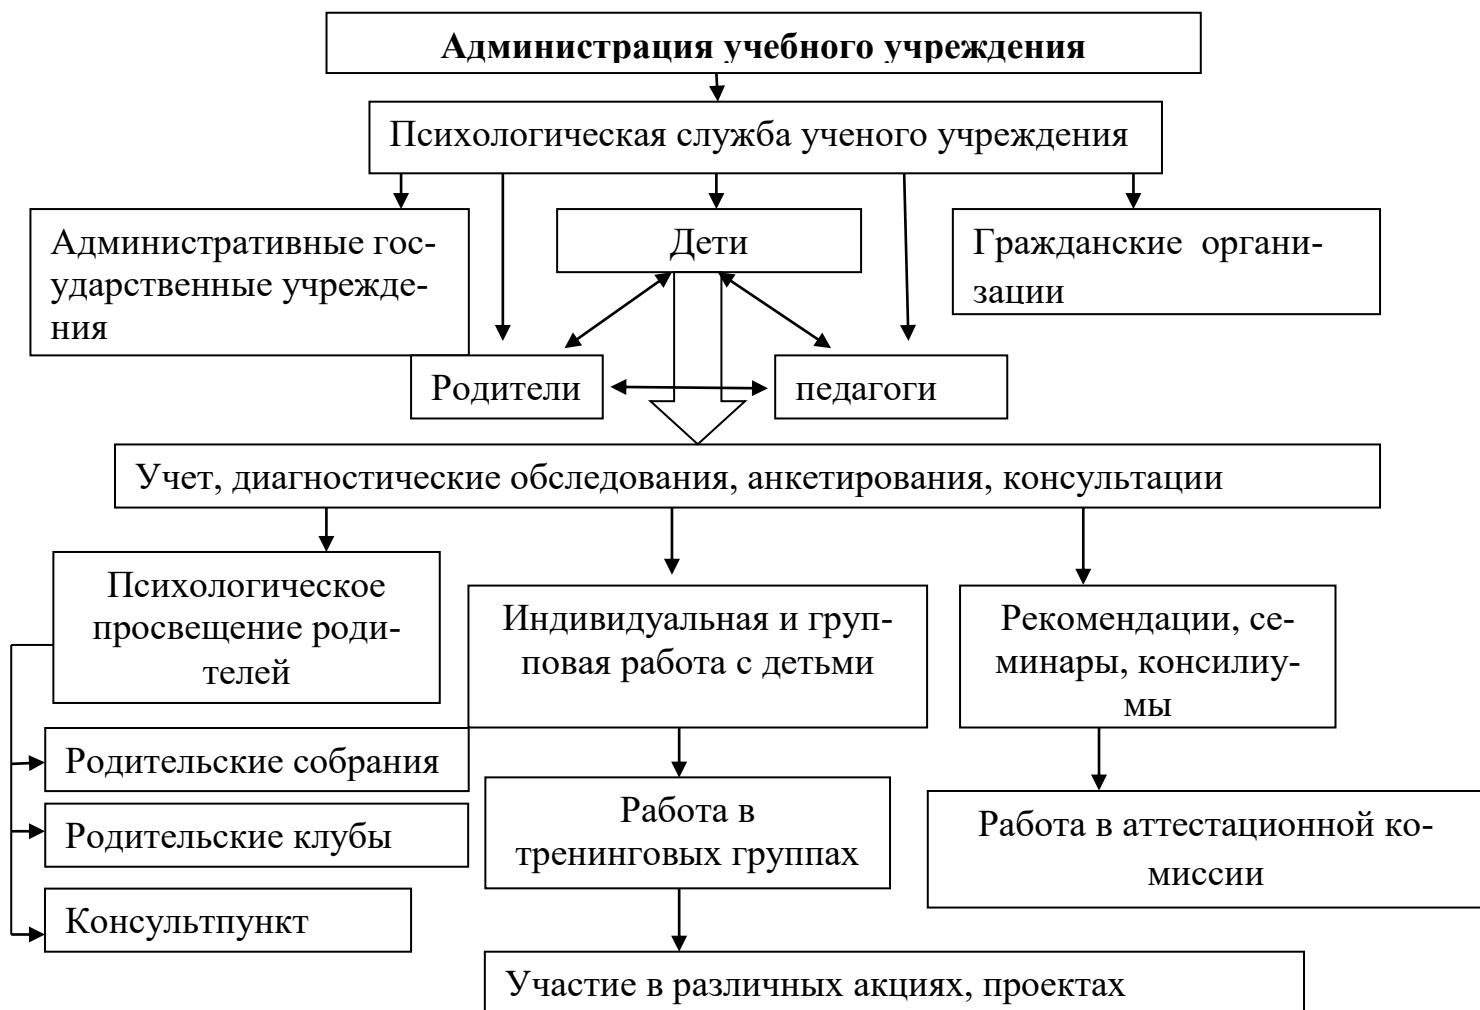 Администрация учебного учреждения
Психологическая служба ученого учреждения
Административные гос-
ударственные учрежде-
ния
Дети
Гражданские организ-
зации
Родители
педагоги
Учет, диагностические обследования, анкетирования, консультации
Психологическое
просвещение роди-
телей
Индивидуальная и груп-
повая работа с детьми
Рекомендации, се-
минары, консилиу-
мы
Родительские собрания
Родительские клубы
Консультпункт
Работа в
тренинговых группах
Работа в аттестационной ко-
миссии
Участие в различных акциях, проектах